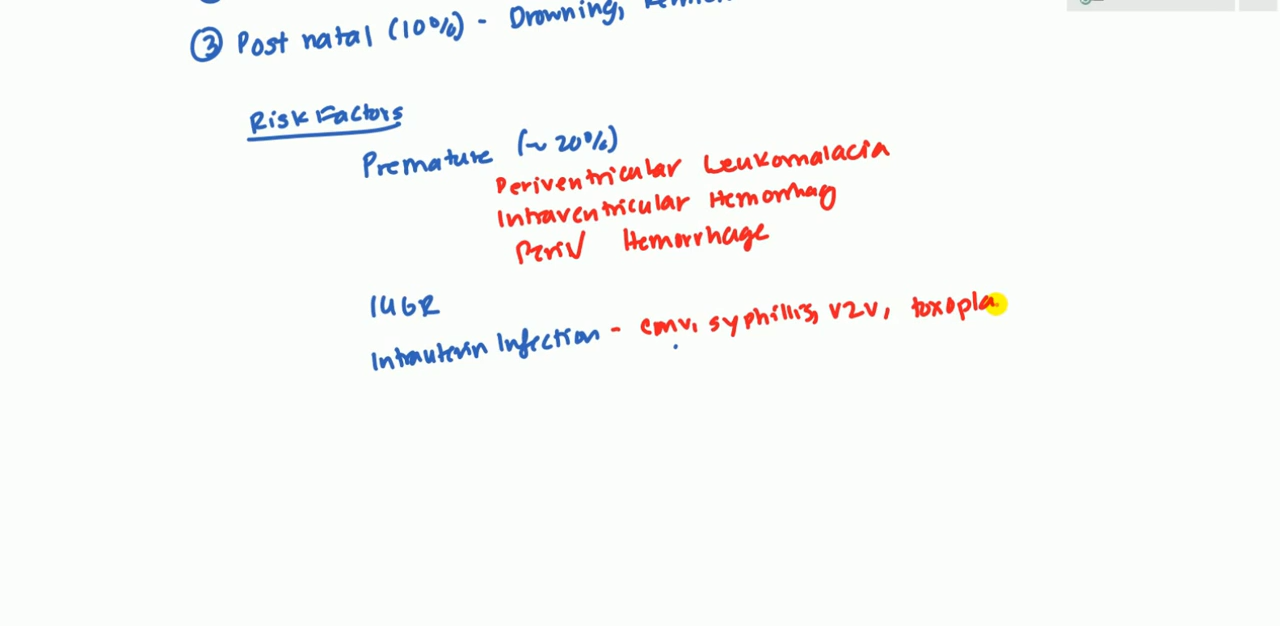 ③ Post natal (10%) - Drowning,
Risk Factors
Premature (~ 20%)
Periventricular Leukomalacia
Intraventricular Hemorrhag
Hemorrhage
IUGR
Intrauterin Infection - CMV, syphillis, VZV, toxopla